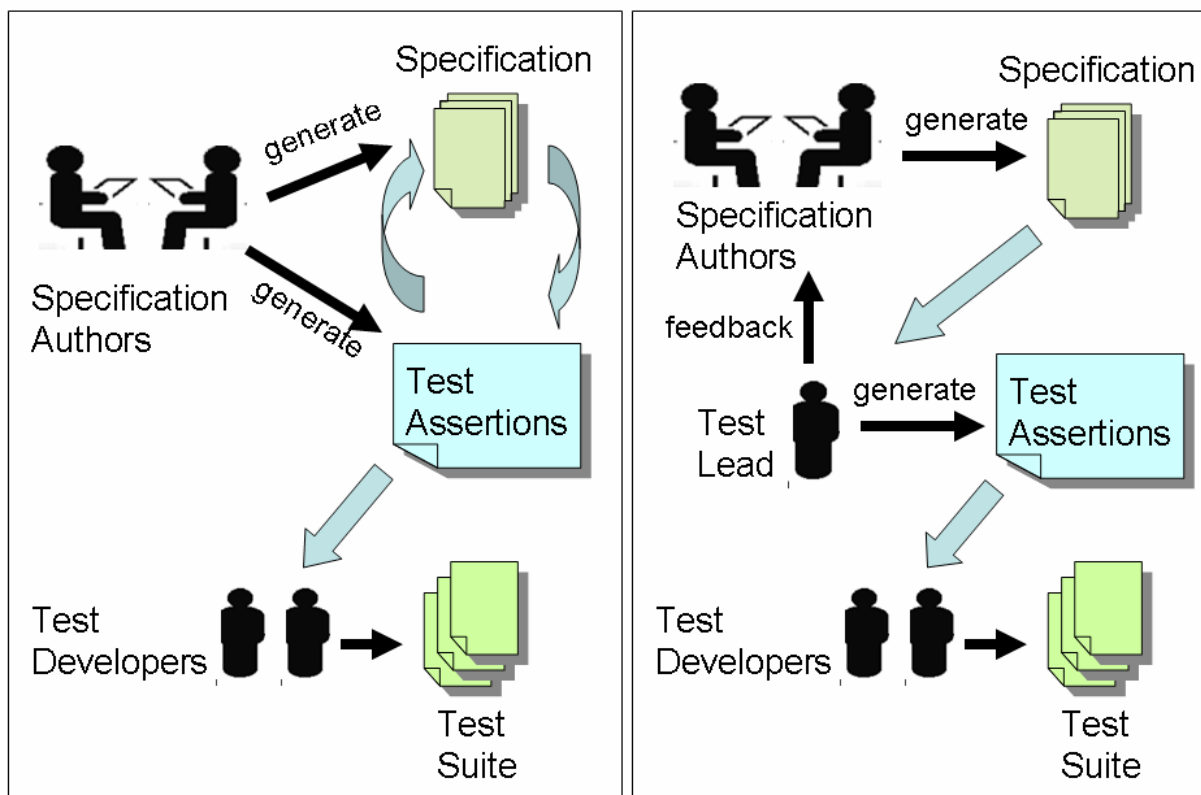 Specification
generate
Specification
Authors
generate
Test
Assertions
Test
Developers
Test
Suite
Specification
generate
Specification
Authors
feedback
generate
Test
Lead
Test
Assertions
Test
Developers
Test
Suite